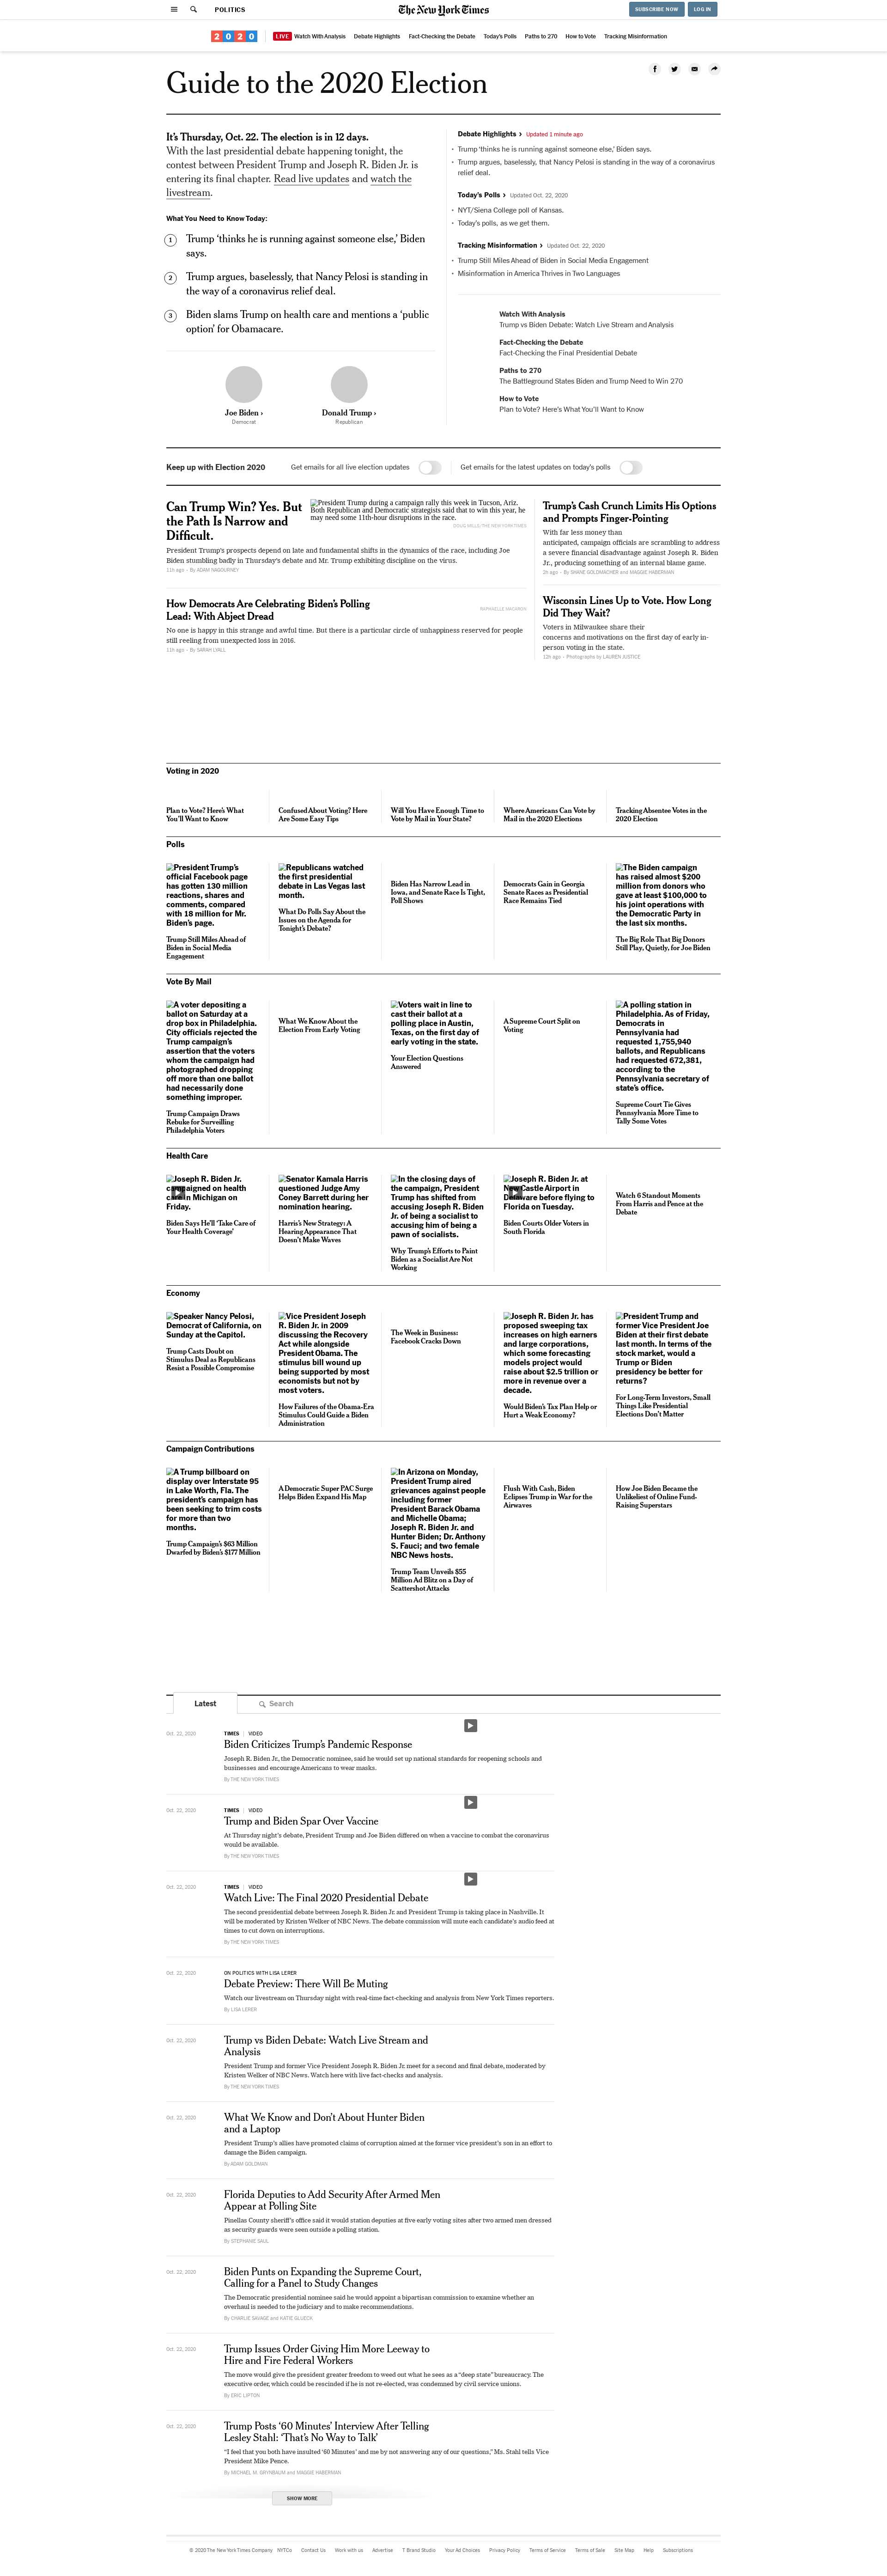 POLITICS
The New York Times
SUBSCRIBE NOW
LOG IN
2020
LIVE Watch With Analysis
Debate Highlights
Fact-Checking the Debate
Today's Polls
Paths to 270
How to Vote
Tracking Misinformation
Guide to the 2020 Election
It's Thursday, Oct. 22. The election is in 12 days.
With last presidential debate happening tonight, the
contest between President Trump and Joseph R. Biden Jr. is
entering its final chapter. Read live updates and watch the
livestream.
What You Need to Know Today:
1
Trump 'thinks he is running against someone else,' Biden
says.
2
Trump argues, baselessly, that Nancy Pelosi is standing in
the way of a coronavirus relief deal.
3
Biden slams Trump on health care and mentions a 'public
option' for Obamacare.
Joe Biden ›
Democrat
Donald Trump ›
Republican
Debate Highlights › Updated 1 minute ago
• Trump 'thinks he is running against someone else,' Biden says.
• Trump argues, baselessly, that Nancy Pelosi is standing in the way of a coronavirus
relief deal.
Today's Polls › Updated Oct. 22, 2020
• NYT/Siena College poll of Kansas.
• Today's polls, as we get them.
Tracking Misinformation › Updated Oct. 22, 2020
• Trump Still Miles Ahead of Biden in Social Media Engagement
• Misinformation in America Thrives in Two Languages
Watch With Analysis
Trump vs Biden Debate: Watch Live Stream and Analysis
Fact-Checking the Debate
Fact-Checking the Final Presidential Debate
Paths to 270
The Battleground States Biden and Trump Need to Win 270
How to Vote
Plan to Vote? Here's What You'll Want to Know
Keep up with Election 2020
Get emails for all live election updates
Get emails for the latest updates on today's polls
Can Trump Win? Yes. But
the Path Is Narrow and
Difficult.
President Trump during a campaign rally this week in Tucson, Ariz.
Both Republican and Democratic strategists said that to win this year, he
may need some 11th-hour disruptions in the race.
DOUG MILLS/THE NEW YORK TIMES
President Trump's prospects depend on late and fundamental shifts in the dynamics of the race, including Joe
Biden stumbling badly in Thursday's debate and Mr. Trump exhibiting discipline on the virus.
11h ago · By ADAM NAGOURNEY
How Democrats Are Celebrating Biden's Polling
Lead: With Abject Dread
RAPHAELLE MACARON
No one is happy in this strange and awful time. But there is a particular circle of unhappiness reserved for people
still reeling from unexpected loss in 2016.
11h ago · By SARAH LYALL
Trump's Cash Crunch Limits His Options
and Prompts Finger-Pointing
With far less money than
anticipated, campaign officials are scrambling to address
a severe financial disadvantage against Joseph R. Biden
Jr., producing something of an internal blame game.
2h ago · By SHANE GOLDMACHER and MAGGIE HABERMAN
Wisconsin Lines Up to Vote. How Long
Did They Wait?
Voters in Milwaukee share their
concerns and motivations on the first day of early in-
person voting in the state.
12h ago · Photographs by LAUREN JUSTICE
Voting in 2020
Plan to Vote? Here's What
You'll Want to Know
Confused About Voting? Here
Are Some Easy Tips
Will You Have Enough Time to
Vote by Mail in Your State?
Where Americans Can Vote by
Mail in the 2020 Elections
Tracking Absentee Votes in the
2020 Election
Polls
President Trump's
official Facebook page
has gotten 130 million
reactions, shares and
comments, compared
with 18 million for Mr.
Biden's page.
Trump Still Miles Ahead of
Biden in Social Media
Engagement
Republicans watched
the first presidential
debate in Las Vegas last
month.
What Do Polls Say About the
Issues on the Agenda for
Tonight's Debate?
Biden Has Narrow Lead in
Iowa, and Senate Race Is Tight,
Poll Shows
Democrats Gain in Georgia
Senate Races as Presidential
Race Remains Tied
The Biden campaign
has raised almost $200
million from donors who
gave at least $100,000 to
his joint operations with
the Democratic Party in
the last six months.
The Big Role That Big Donors
Still Play, Quietly, for Joe Biden
Vote By Mail
A voter depositing a
ballot on Saturday at a
drop box in Philadelphia.
City officials rejected the
Trump campaign's
assertion that the voters
whom the campaign had
photographed dropping
off more than one ballot
had necessarily done
something improper.
Trump Campaign Draws
Rebuke for Surveilling
Philadelphia Voters
What We Know About the
Election From Early Voting
Voters wait in line to
cast their ballot at a
polling place in Austin,
Texas, on the first day of
early voting in the state.
Your Election Questions
Answered
A Supreme Court Split on
Voting
A polling station in
Philadelphia. As of Friday,
Democrats in
Pennsylvania had
requested 1,755,940
ballots, and Republicans
had requested 672,381,
according to the
Pennsylvania secretary of
state's office.
Supreme Court Tie Gives
Pennsylvania More Time to
Tally Some Votes
Health Care
Joseph R. Biden Jr.
campaigned on health
care in Michigan on
Friday.
Biden Says He'll 'Take Care of
Your Health Coverage'
Senator Kamala Harris
questioned Judge Amy
Coney Barrett during her
nomination hearing.
Harris's New Strategy: A
Hearing Appearance That
Doesn't Make Waves
In the closing days of
the campaign, President
Trump has shifted from
accusing Joseph R. Biden
Jr. of being a socialist to
accusing him of being a
pawn of socialists.
Why Trump's Efforts to Paint
Biden as a Socialist Are Not
Working
Joseph R. Biden Jr. at
New Castle Airport in
Delaware before flying to
Florida on Tuesday.
Biden Courts Older Voters in
South Florida
Watch 6 Standout Moments
From Harris and Pence at the
Debate
Economy
Speaker Nancy Pelosi,
Democrat of California, on
Sunday at the Capitol.
Trump Casts Doubt on
Stimulus Deal as Republicans
Resist a Possible Compromise
Vice President Joseph
R. Biden Jr. in 2009
discussing the Recovery
Act while alongside
President Obama. The
stimulus bill wound up
being supported by most
economists but not by
most voters.
How Failures of the Obama-Era
Stimulus Could Guide a Biden
Administration
The Week in Business:
Facebook Cracks Down
Joseph R. Biden Jr. has
proposed sweeping tax
increases on high earners
and large corporations,
which some forecasting
models project would
raise about $2.5 trillion or
more in revenue over a
decade.
Would Biden's Tax Plan Help or
Hurt a Weak Economy?
President Trump and
former Vice President Joe
Biden at their first debate
last month. In terms of the
stock market, would a
Trump or Biden
presidency be better for
returns?
For Long-Term Investors, Small
Things Like Presidential
Elections Don't Matter
Campaign Contributions
A Trump billboard on
display over Interstate 95
in Lake Worth, Fla. The
president's campaign has
been seeking to trim costs
for more than two
months.
Trump Campaign's $63 Million
Dwarfed by Biden's $177 Million
A Democratic Super PAC Surge
Helps Biden Expand His Map
In Arizona on Monday,
President Trump aired
grievances against people
including former
President Barack Obama
and Michelle Obama;
Joseph R. Biden Jr. and
Hunter Biden; Dr. Anthony
S. Fauci; and two female
NBC News hosts.
Trump Team Unveils $55
Million Ad Blitz on a Day of
Scattershot Attacks
Flush With Cash, Biden
Eclipses Trump in War for the
Airwaves
How Joe Biden Became the
Unlikeliest of Online Fund-
Raising Superstars
Latest
Search
Oct. 22, 2020
TIMES | VIDEO
Biden Criticizes Trump's Pandemic Response
Joseph R. Biden Jr., the Democratic nominee, said he would set up national standards for reopening schools and
businesses and encourage Americans to wear masks.
By THE NEW YORK TIMES
Oct. 22, 2020
TIMES | VIDEO
Trump and Biden Spar Over Vaccine
At Thursday night's debate, President Trump and Joe Biden differed on when a vaccine to combat the coronavirus
would be available.
By THE NEW YORK TIMES
Oct. 22, 2020
TIMES | VIDEO
Watch Live: The Final 2020 Presidential Debate
The second presidential debate between Joseph R. Biden Jr. and President Trump is taking place in Nashville. It
will be moderated by Kristen Welker of NBC News. The debate commission will mute each candidate's audio feed at
times to cut down on interruptions.
By THE NEW YORK TIMES
Oct. 22, 2020
ON POLITICS WITH LISA LERER
Debate Preview: There Will Be Muting
Watch our livestream on Thursday night with real-time fact-checking and analysis from New York Times reporters.
By LISA LERER
Oct. 22, 2020
Trump vs Biden Debate: Watch Live Stream and
Analysis
President Trump and former Vice President Joseph R. Biden Jr. meet for a second and final debate, moderated by
Kristen Welker of NBC News. Watch here with live fact-checks and analysis.
By THE NEW YORK TIMES
Oct. 22, 2020
What We Know and Don't About Hunter Biden
and a Laptop
President Trump's allies have promoted claims of corruption aimed at the former vice president's son in an effort to
damage the Biden campaign.
By ADAM GOLDMAN
Oct. 22, 2020
Florida Deputies to Add Security After Armed Men
Appear at Polling Site
Pinellas County sheriff's office said it would station deputies at five early voting sites after two armed men dressed
as security guards were seen outside a polling station.
By STEPHANIE SAUL
Oct. 22, 2020
Biden Punts on Expanding the Supreme Court,
Calling for a Panel to Study Changes
The Democratic presidential nominee said he would appoint a bipartisan commission to examine whether an
overhaul is needed to the judiciary and to make recommendations.
By CHARLIE SAVAGE and KATIE GLUECK
Oct. 22, 2020
Trump Issues Order Giving Him More Leeway to
Hire and Fire Federal Workers
The move would give the president greater freedom to weed out what he sees as a "deep state" bureaucracy. The
executive order, which could be rescinded if he is not re-elected, was condemned by civil service unions.
By ERIC LIPTON
Oct. 22, 2020
Trump Posts '60 Minutes' Interview After Telling
Lesley Stahl: 'That's No Way to Talk'
"I feel that you both have insulted '60 Minutes' and me by not answering any of our questions," Ms. Stahl tells Vice
President Mike Pence.
By MICHAEL M. GRYNBAUM and MAGGIE HABERMAN
SHOW MORE
© 2020 The New York Times Company
NYTCo
Contact Us
Work with us
Advertise
T Brand Studio
Your Ad Choices
Privacy Policy
Terms of Service
Terms of Sale
Site Map
Help
Subscriptions